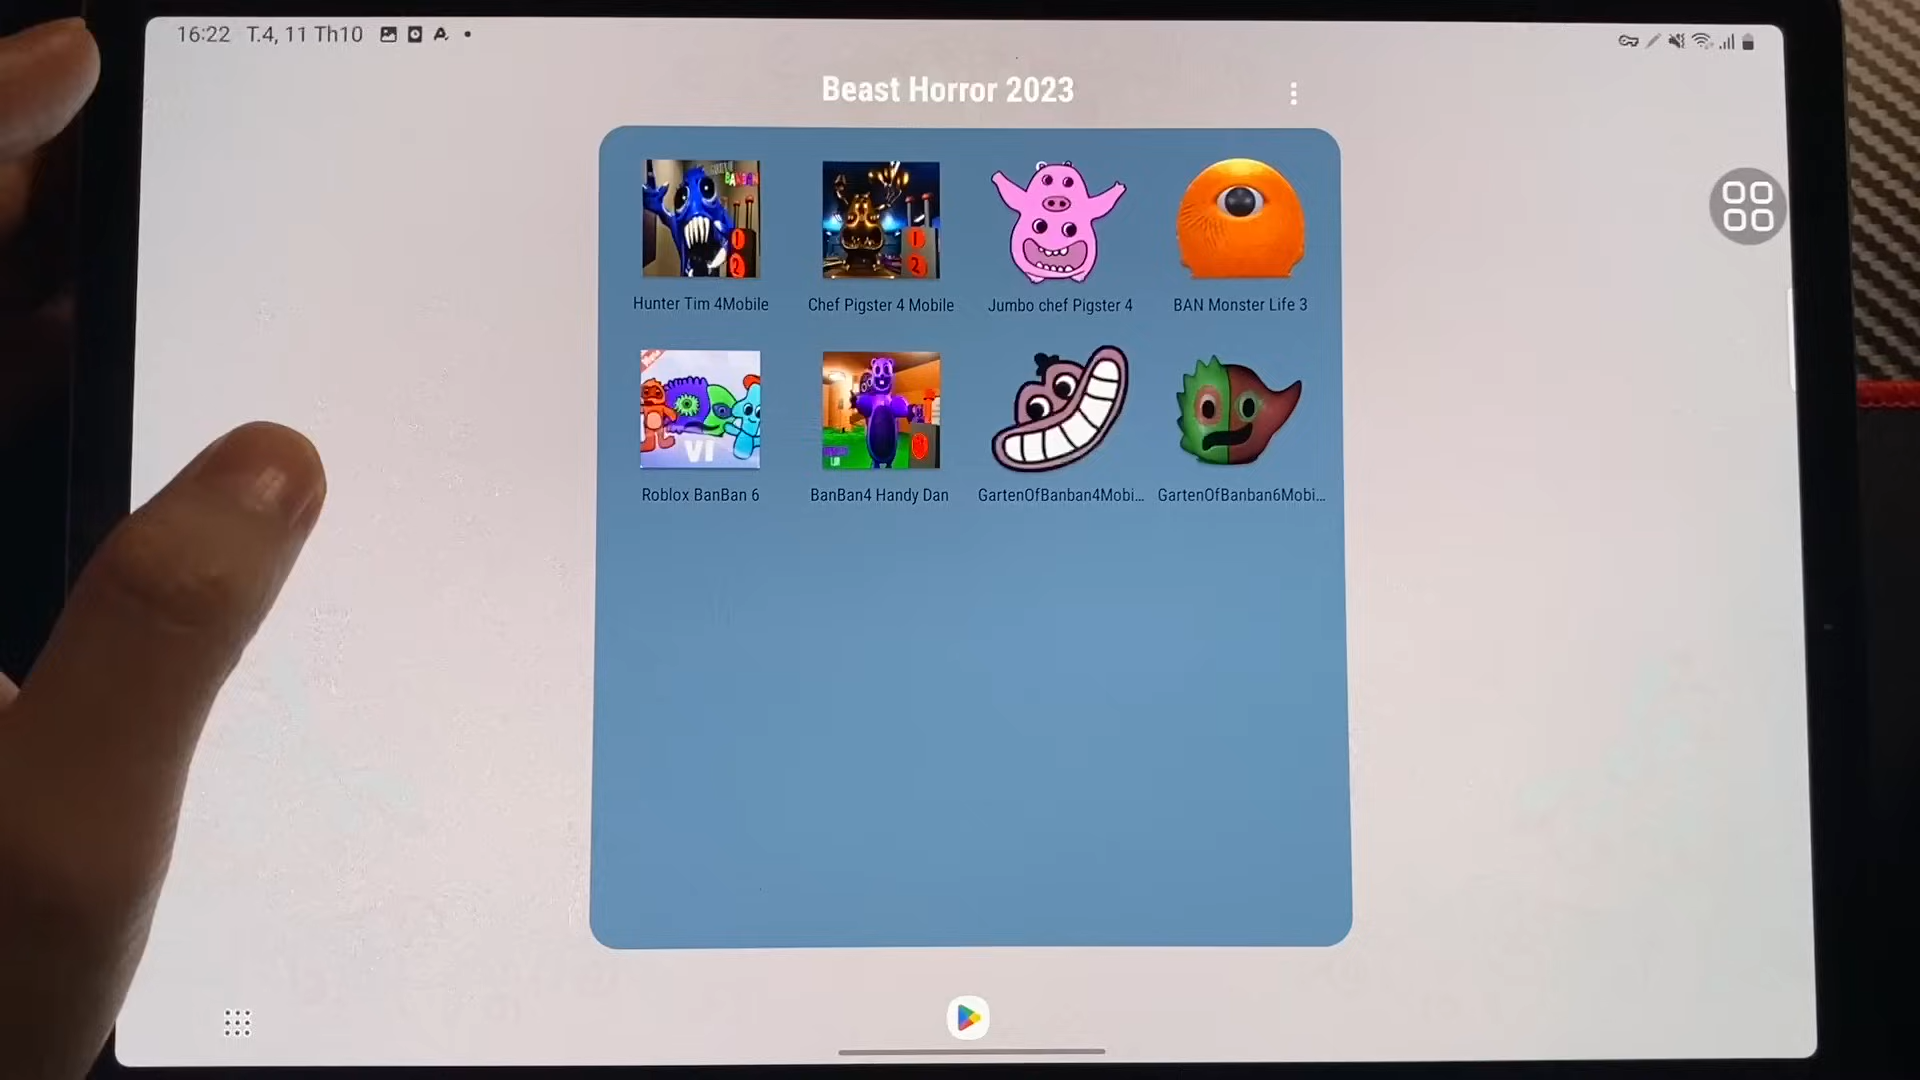 16:22 T.4, 11 Th10
Beast Horror 2023
Hunter Tim 4Mobile
Chef Pigster 4 Mobile
Jumbo chef Pigster 4
BAN Monster Life 3
VI
Roblox BanBan 6
BanBan4 Handy Dan
GartenOfBanban4Mobi...
GartenOfBanban6Mobi...